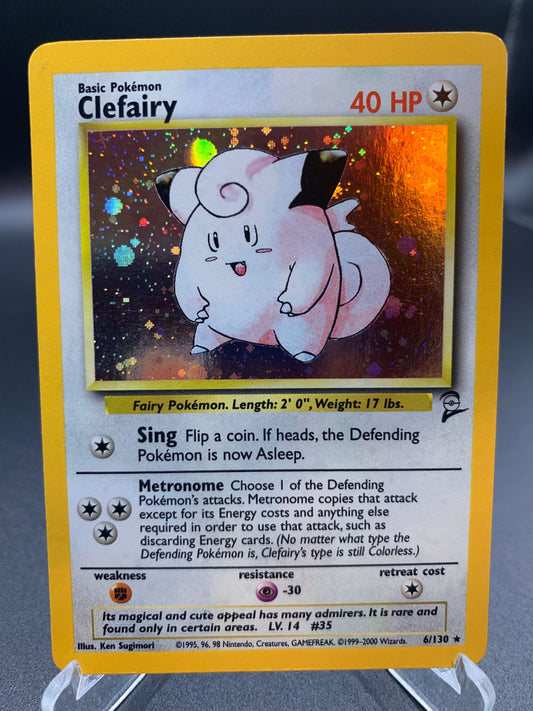 Basic Pokémon
Clefairy
40 HP
Fairy Pokémon. Length: 2' 0", Weight: 17 lbs.
Sing Flip a coin. If heads, the Defending
Pokémon is now Asleep.
Metronome Choose 1 of the Defending
Pokémon's attacks. Metronome copies that attack
except for its Energy costs and anything else
required in order to use that attack, such as
discarding Energy cards. (No matter what type the
Defending Pokémon is, Clefairy's type is still Colorless.)
weakness resistance retreat cost
-30
Its magical and cute appeal has many admirers. It is rare and
found only in certain areas. LV. 14 #35
Illus. Ken Sugimori ©1995, 96, 98 Nintendo, Creatures, GAMEFREAK. ©1999-2000 Wizards. 6/130 ★